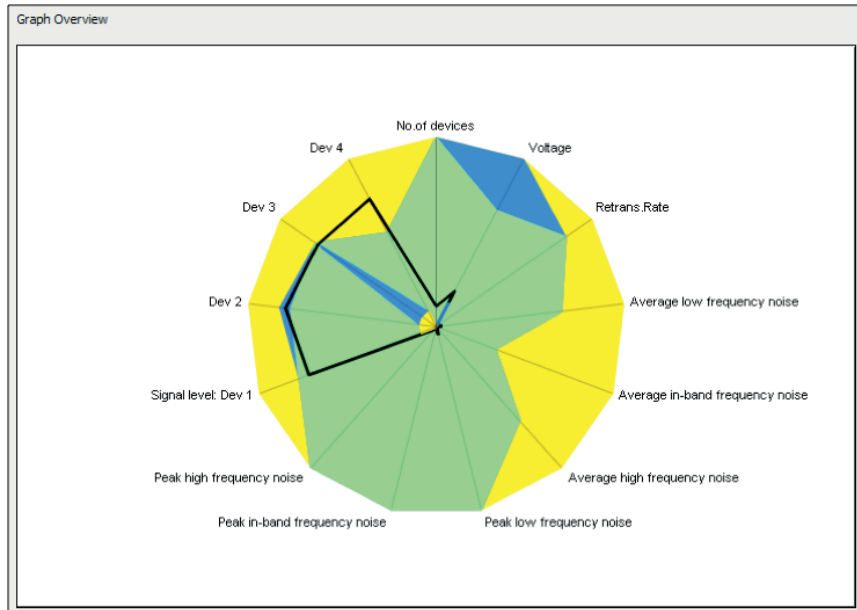 Graph Overview
No.of devices
Voltage
Retrans.Rate
Average low frequency noise
Average in-band frequency noise
Average high frequency noise
Peak low frequency noise
Peak in-band frequency noise
Peak high frequency noise
Signal level: Dev 1
Dev 2
Dev 3
Dev 4